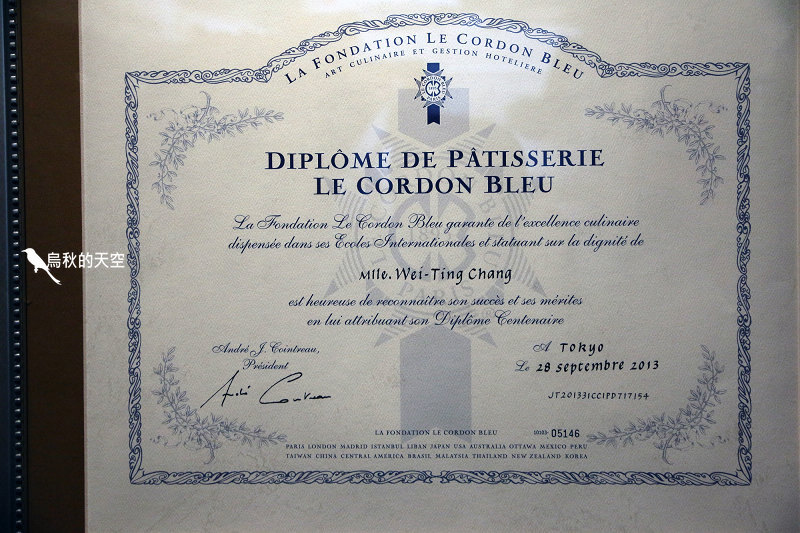 LA FONDATION LE CORDON BLEU
ART CULINAIRE ET GESTION HOTELIERE
DIPLÔME DE PÂTISSERIE
LE CORDON BLEU
La Fondation Le Cordon Bleu garante de l'excellence culinaire
dispensée dans ses Ecoles Internationales et statuant sur la dignité de
烏秋的天空
Mlle. Wei-Ting Chang
est heureuse de reconnaître son succès et ses mérites
en lui attribuant son Diplôme Centenaire
André J. Cointreau,
Président
A Tokyo
Le 28 septembre 2013
JT201331CC1PD717154
LA FONDATION LE CORDON BLEU
10103- 05146
PARIS LONDON MADRID ISTANBUL LIBAN JAPAN USA AUSTRALIA OTTAWA MEXICO PERU
TAIWAN CHINA CENTRAL AMERICA BRASIL MALAYSIA THAILAND NEW ZEALAND KOREA